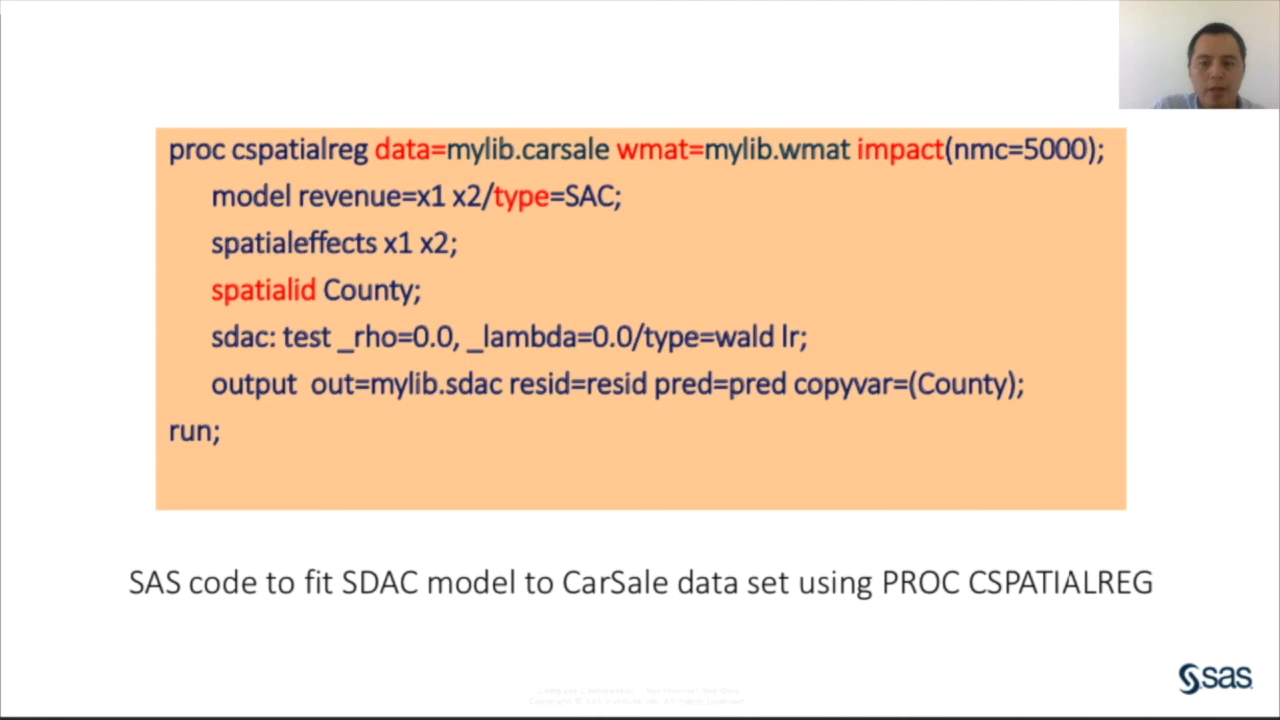 proc cspatialreg data=mylib.carsale wmat=mylib.wmat impact(nmc=5000);
model revenue=x1 x2/type=SAC;
spatialeffects x1 x2;
spatialid County;
sdac: test _rho=0.0, _lambda=0.0/type=wald lr;
output out=mylib.sdac resid=resid pred=pred copyvar=(County);
run;
SAS code to fit SDAC model to CarSale data set using PROC CSPATIALREG
sas